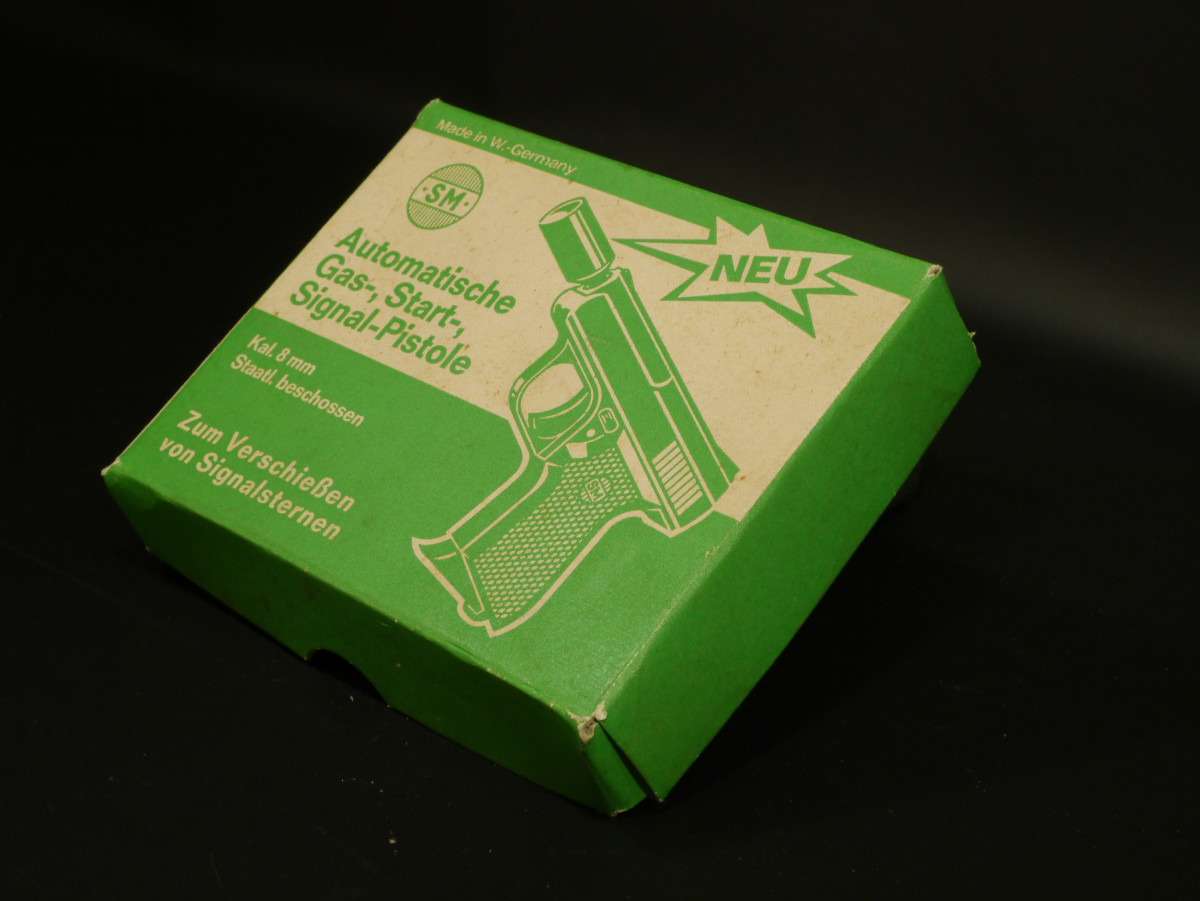 Made in W.-Germany
·SM·
NEU
Automatische
Gas-, Start-,
Signal-Pistole
Kal. 8 mm
Staatl. beschossen
Zum Verschießen
von Signalsternen